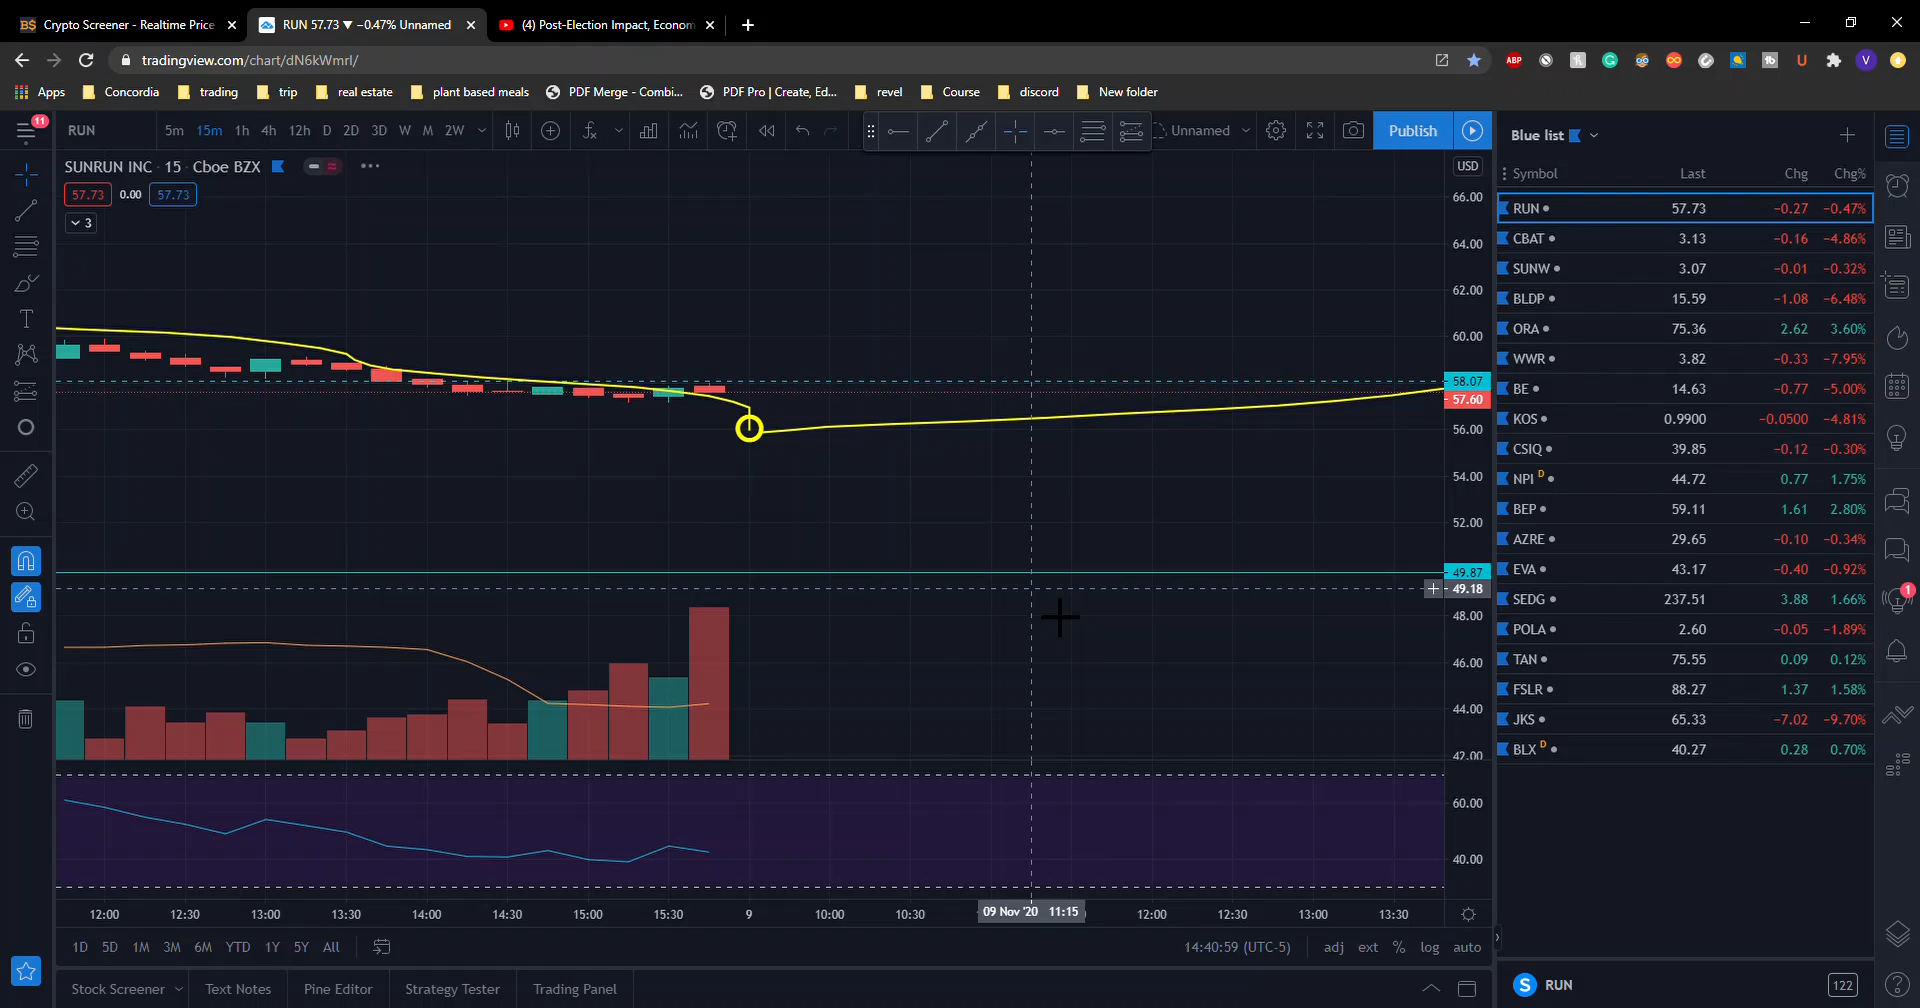 Crypto Screener - Realtime Price
RUN 57.73 ▼ −0.47% Unnamed
(4) Post-Election Impact, Econom
tradingview.com/chart/dN6kWmrI/
ABP
V
Apps
Concordia
trading
trip
real estate
plant based meals
PDF Merge - Combi...
PDF Pro | Create, Ed...
revel
Course
discord
New folder
11
RUN
5m 15m 1h 4h 12h D 2D 3D W M 2W
Unnamed
Publish
Blue list
SUNRUN INC · 15 · Cboe BZX
USD
57.73 0.00 57.73
3
Symbol Last Chg Chg%
RUN 57.73 −0.27 −0.47%
CBAT 3.13 −0.16 −4.86%
SUNW 3.07 −0.01 −0.32%
BLDP 15.59 −1.08 −6.48%
ORA 75.36 2.62 3.60%
WWR 3.82 −0.33 −7.95%
BE 14.63 −0.77 −5.00%
KOS 0.9900 −0.0500 −4.81%
CSIQ 39.85 −0.12 −0.30%
NPI D 44.72 0.77 1.75%
BEP 59.11 1.61 2.80%
AZRE 29.65 −0.10 −0.34%
EVA 43.17 −0.40 −0.92%
SEDG 237.51 3.88 1.66%
POLA 2.60 −0.05 −1.89%
TAN 75.55 0.09 0.12%
FSLR 88.27 1.37 1.58%
JKS 65.33 −7.02 −9.70%
BLX D 40.27 0.28 0.70%
66.00
64.00
62.00
60.00
58.07
57.60
56.00
54.00
52.00
49.87
49.18
48.00
46.00
44.00
42.00
60.00
40.00
1
12:00 12:30 13:00 13:30 14:00 14:30 15:00 15:30 9 10:00 10:30 09 Nov '20 11:15 12:00 12:30 13:00 13:30
1D 5D 1M 3M 6M YTD 1Y 5Y All
14:40:59 (UTC-5) adj ext % log auto
Stock Screener
Text Notes
Pine Editor
Strategy Tester
Trading Panel
S RUN 122